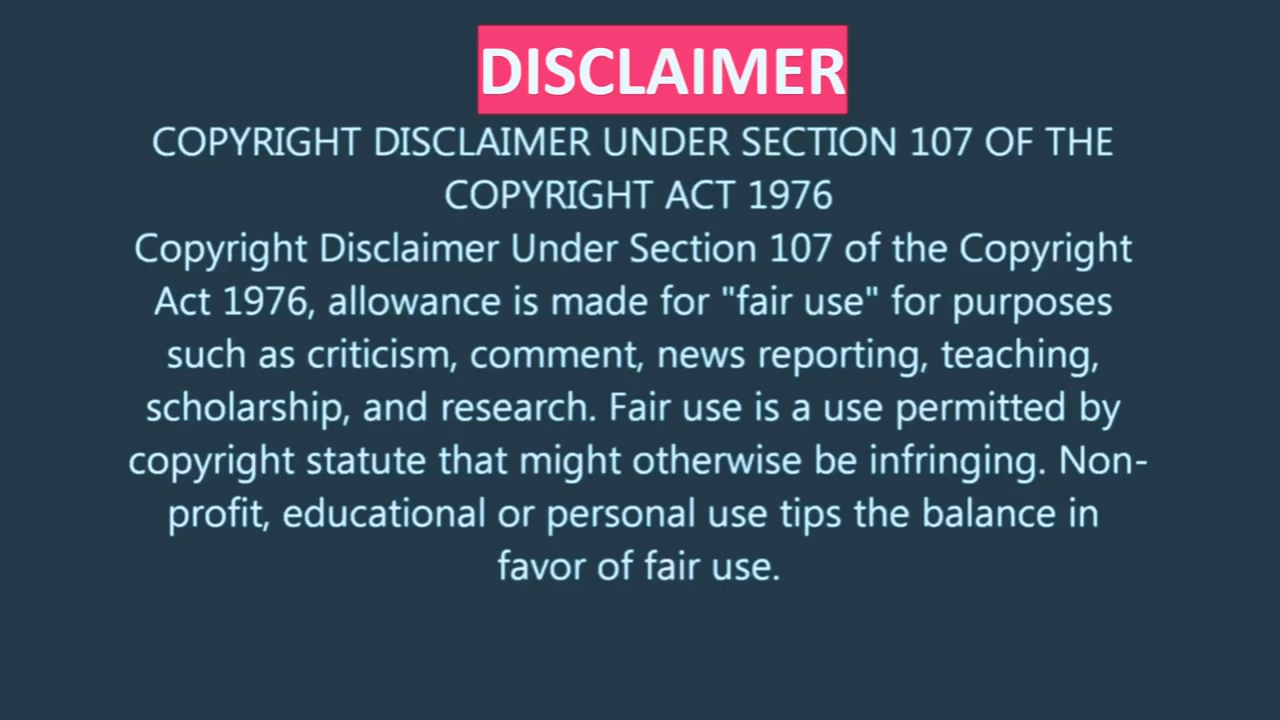 DISCLAIMER
COPYRIGHT DISCLAIMER UNDER SECTION 107 OF THE
COPYRIGHT ACT 1976
Copyright Disclaimer Under Section 107 of the Copyright
Act 1976, allowance is made for "fair use" for purposes
such as criticism, comment, news reporting, teaching,
scholarship, and research. Fair use is a use permitted by
copyright statute that might otherwise be infringing. Non-
profit, educational or personal use tips the balance in
favor of fair use.